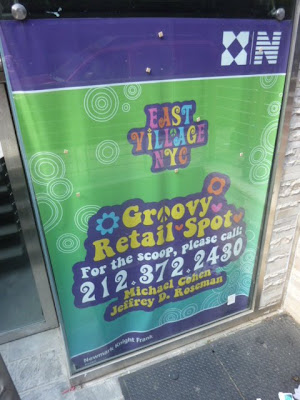 N
EAST
VILLAGE
NYC
Groovy
Retail Spot
For the scoop, please call:
212.372.2430
Michael Cohen
Jeffrey D. Roseman
Newmark Knight Frank